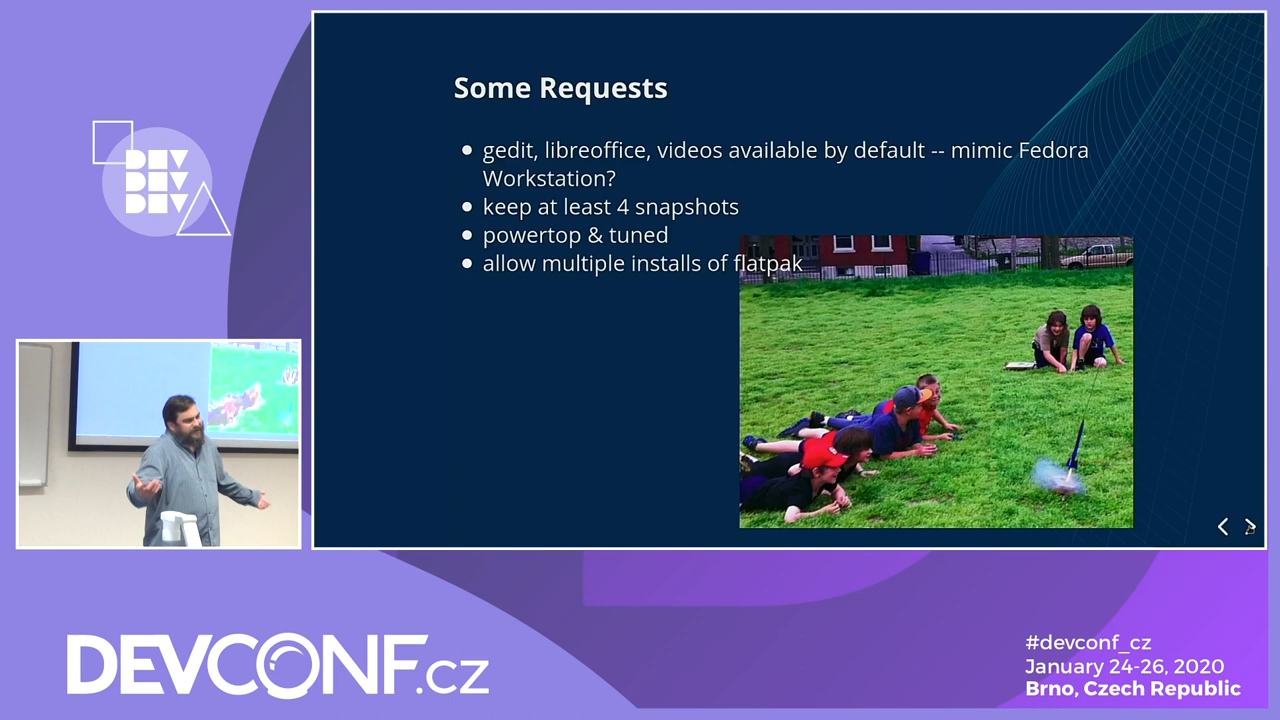 DEV
DEV
DEV
Some Requests
gedit, libreoffice, videos available by default -- mimic Fedora
Workstation?
keep at least 4 snapshots
powertop & tuned
allow multiple installs of flatpak
DEVCONF.cz
#devconf_cz
January 24-26, 2020
Brno, Czech Republic